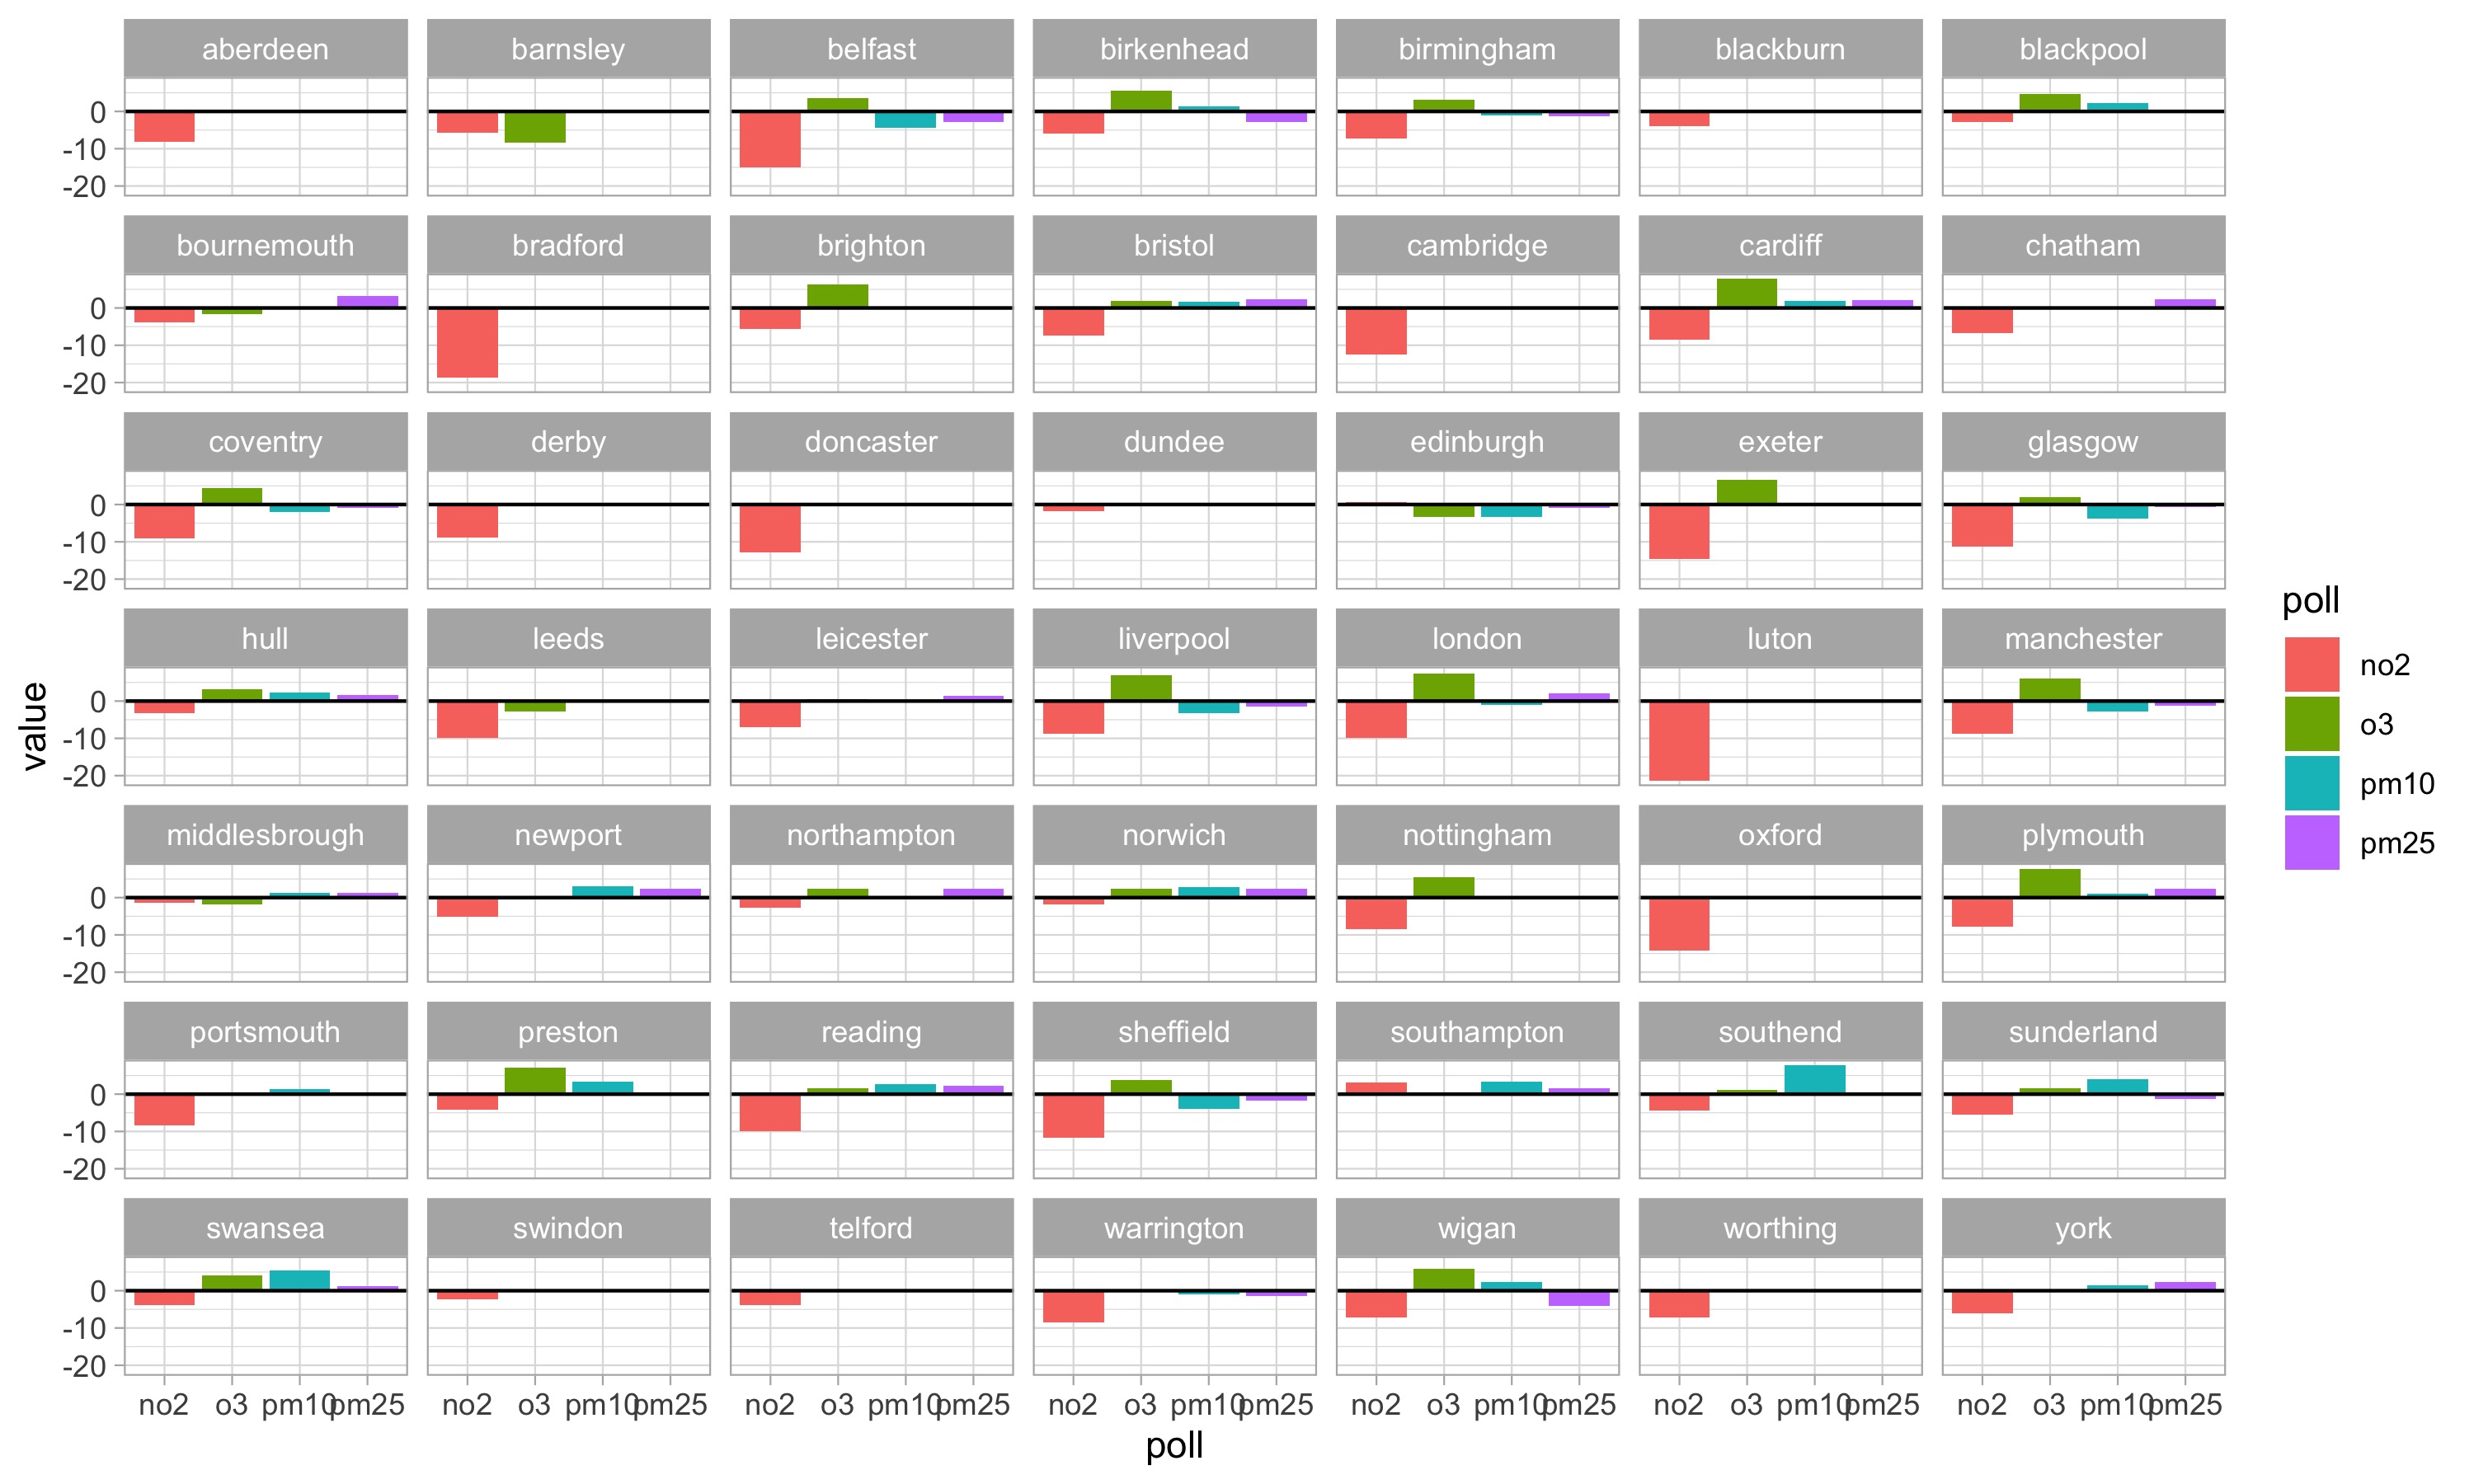 aberdeen barnsley belfast birkenhead birmingham blackburn blackpool
0
-10
-20
bournemouth bradford brighton bristol cambridge cardiff chatham
0
-10
-20
coventry derby doncaster dundee edinburgh exeter glasgow
0
-10
-20
hull leeds leicester liverpool london luton manchester
0
-10
-20
middlesbrough newport northampton norwich nottingham oxford plymouth
0
-10
-20
portsmouth preston reading sheffield southampton southend sunderland
0
-10
-20
swansea swindon telford warrington wigan worthing york
0
-10
-20
no2 o3 pm10 pm25 no2 o3 pm10 pm25 no2 o3 pm10 pm25 no2 o3 pm10 pm25 no2 o3 pm10 pm25 no2 o3 pm10 pm25 no2 o3 pm10 pm25
poll
value
poll
no2
o3
pm10
pm25